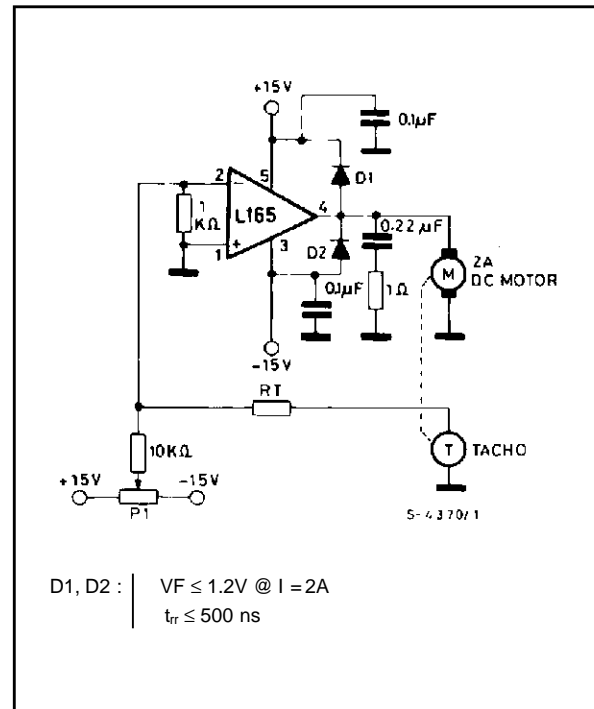 +15V
0.1µF
2
–
5
D1
1
KΩ
L165
4
1
+
3
D2
0.22 µF
M
2A
DC MOTOR
0.1µF
1Ω
-15V
RT
10KΩ
T
TACHO
+15V
-15V
P1
S-4370/1
D1, D2 : VF ≤ 1.2V @ I = 2A
trr ≤ 500 ns